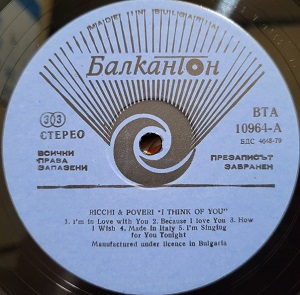 MADE IN BULGARIA
Балкантон
33
СТЕРЕО
ВТА
10964-А
БДС 4048-79
ВСИЧКИ
ПРАВА
ЗАПАЗЕНИ
ПРЕЗАПИСЪТ
ЗАБРАНЕН
RICCHI & POVERI "I THINK OF YOU"
1. I'm in Love with You 2. Because I love You 3. How
I Wish 4. Made in Italy 5. I'm Singing
for You Tonight
Manufactured under licence in Bulgaria